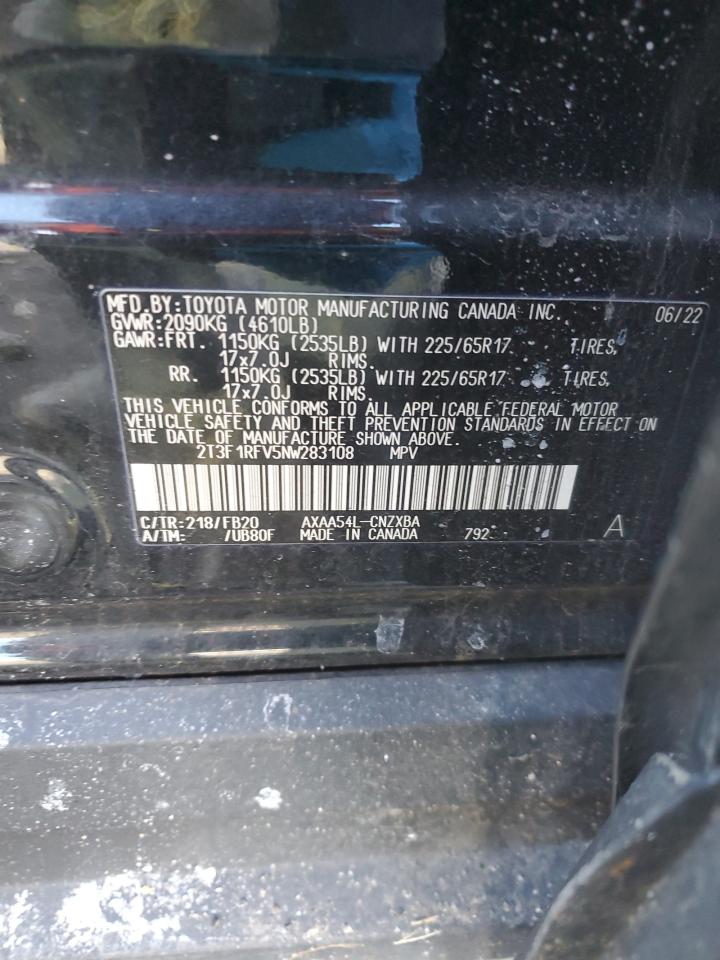 MFD.BY:TOYOTA MOTOR MANUFACTURING CANADA INC. 06/22
GVWR:2090KG (4610LB)
GAWR:FRT. 1150KG (2535LB) WITH 225/65R17 TIRES,
17x7.0J RIMS.
RR. 1150KG (2535LB) WITH 225/65R17 TIRES,
17x7.0J RIMS.
THIS VEHICLE CONFORMS TO ALL APPLICABLE FEDERAL MOTOR
VEHICLE SAFETY AND THEFT PREVENTION STANDARDS IN EFFECT ON
THE DATE OF MANUFACTURE SHOWN ABOVE.
2T3F1RFV5NW283108 MPV
C/TR:218/FB20 AXAA54L-CNZXBA
A/TM: /UB80F MADE IN CANADA 792 A